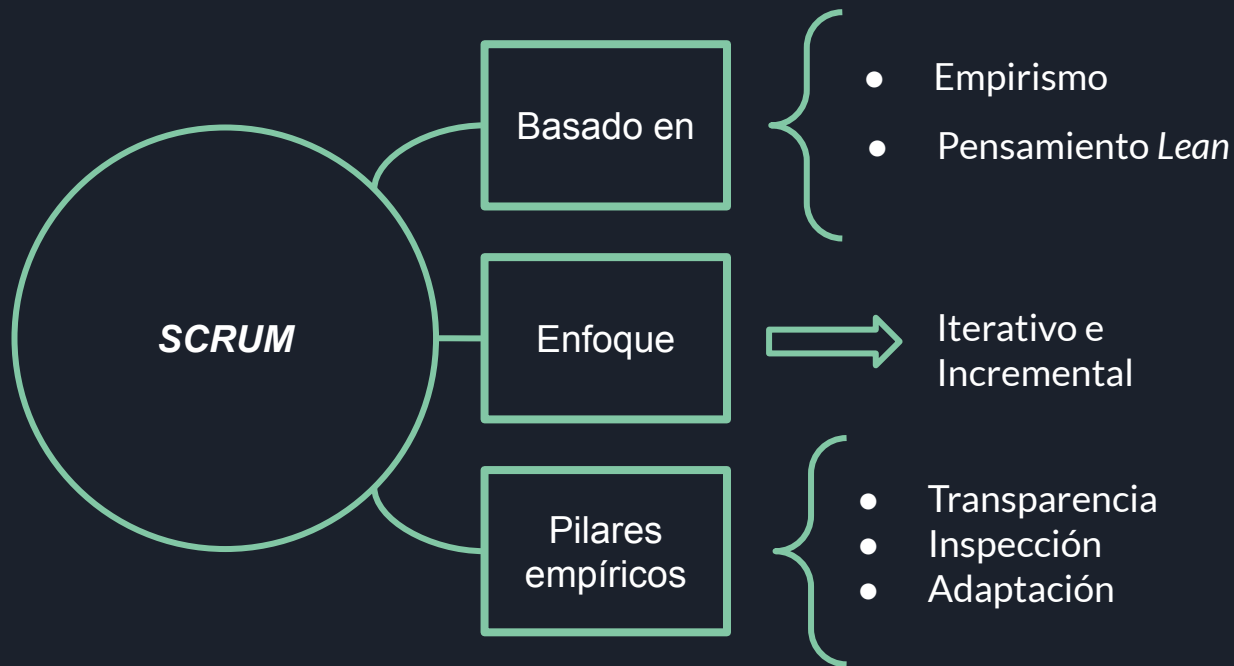 SCRUM
Basado en
● Empirismo
● Pensamiento Lean
Enfoque
Iterativo e
Incremental
Pilares
empíricos
● Transparencia
● Inspección
● Adaptación